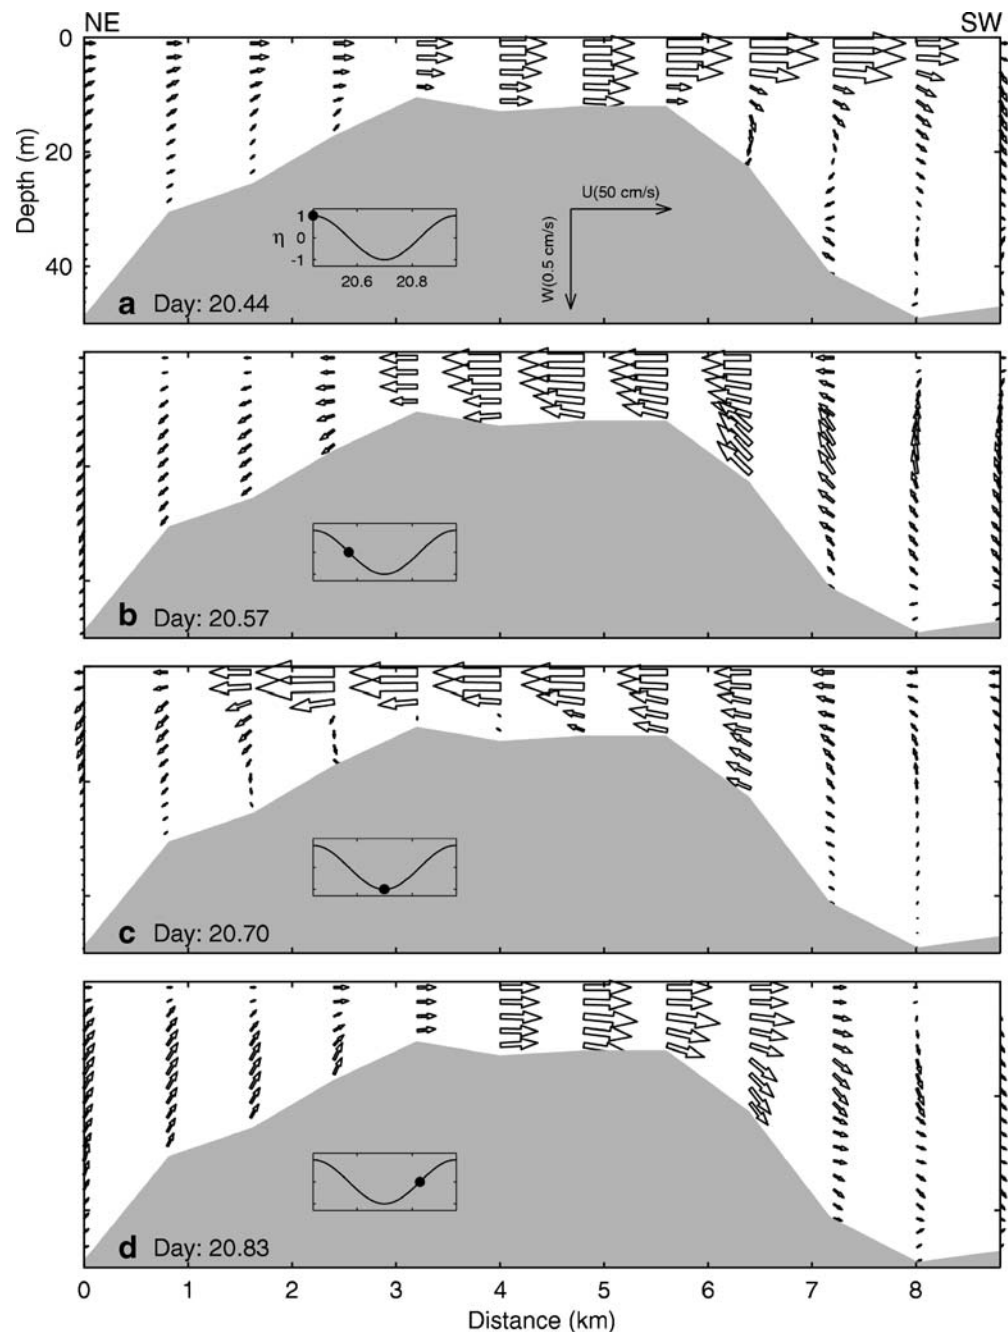 NE SW
0
20
40
Depth (m)
U(50 cm/s)
W(0.5 cm/s)
1
η 0
-1
20.6 20.8
a Day: 20.44
b Day: 20.57
c Day: 20.70
d Day: 20.83
0 1 2 3 4 5 6 7 8
Distance (km)